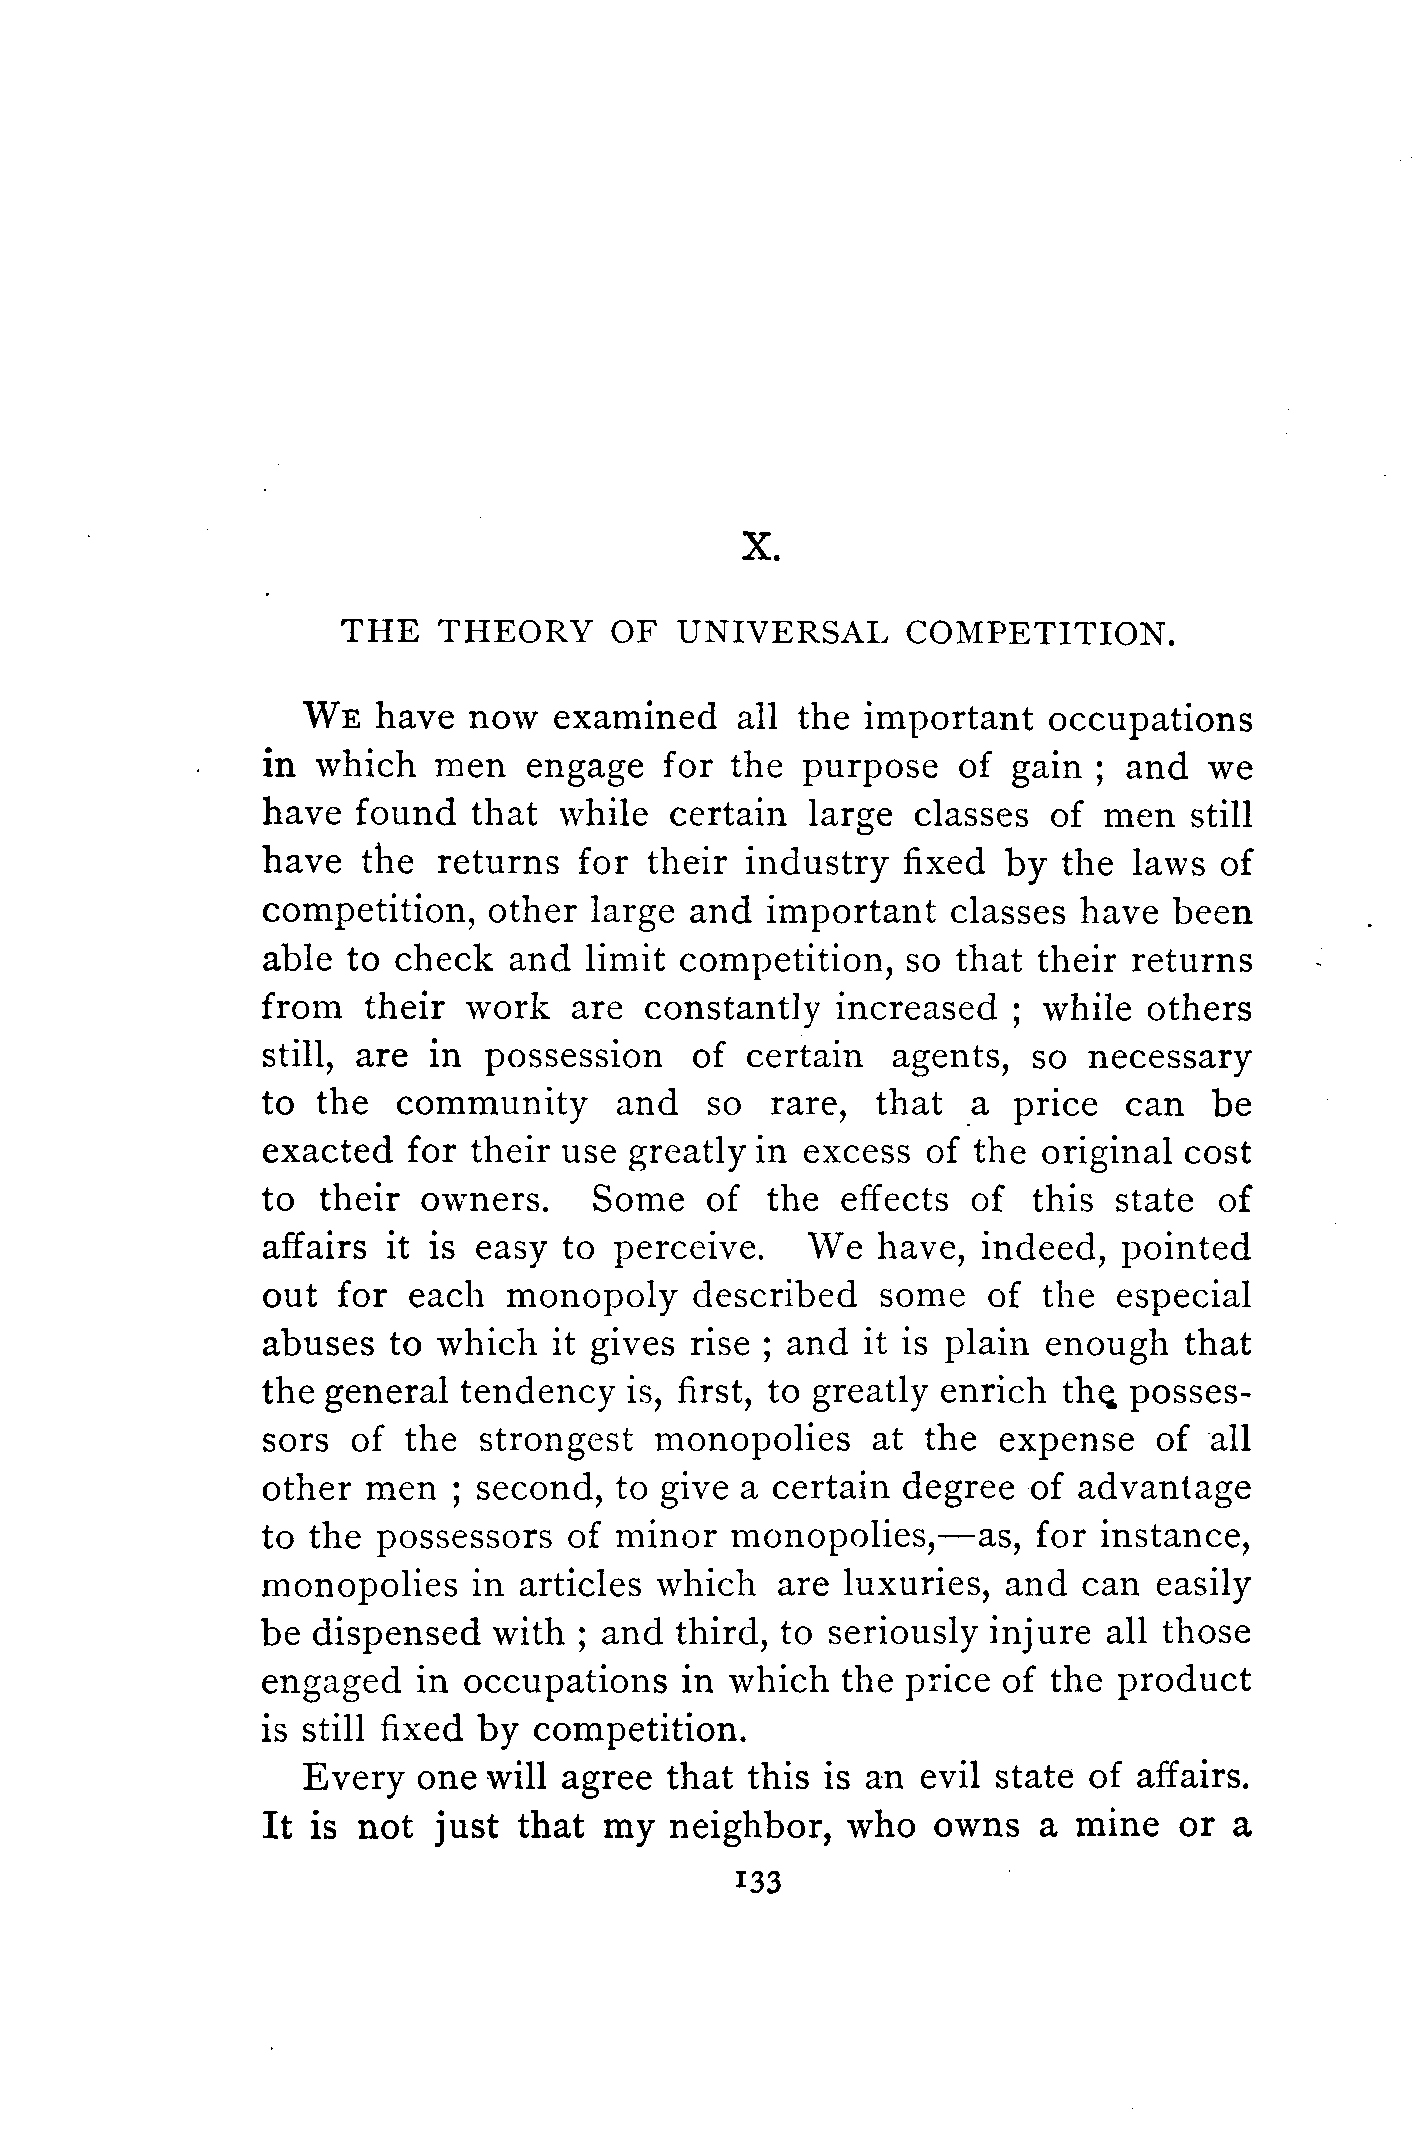 X.
THE THEORY OF UNIVERSAL COMPETITION.
WE have now examined all the important occupations
in which men engage for the purpose of gain ; and we
have found that while certain large classes of men still
have the returns for their industry fixed by the laws of
competition, other large and important classes have been
able to check and limit competition, so that their returns
from their work are constantly increased ; while others
still, are in possession of certain agents, so necessary
to the community and so rare, that a price can be
exacted for their use greatly in excess of the original cost
to their owners. Some of the effects of this state of
affairs it is easy to perceive. We have, indeed, pointed
out for each monopoly described some of the especial
abuses to which it gives rise ; and it is plain enough that
the general tendency is, first, to greatly enrich the posses-
sors of the strongest monopolies at the expense of all
other men ; second, to give a certain degree of advantage
to the possessors of minor monopolies,—as, for instance,
monopolies in articles which are luxuries, and can easily
be dispensed with ; and third, to seriously injure all those
engaged in occupations in which the price of the product
is still fixed by competition.
Every one will agree that this is an evil state of affairs.
It is not just that my neighbor, who owns a mine or a
133